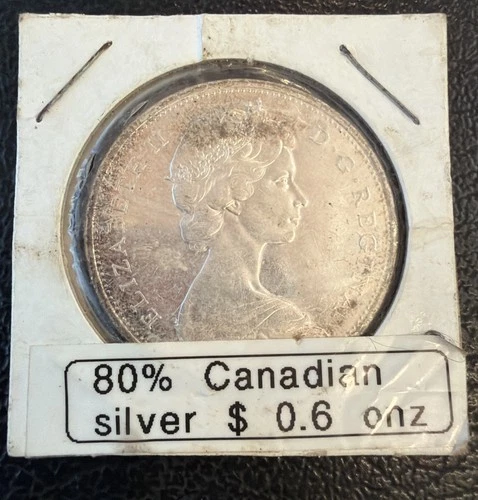 ELIZABETH II D·G·REGINA
80% Canadian
silver $ 0.6 onz